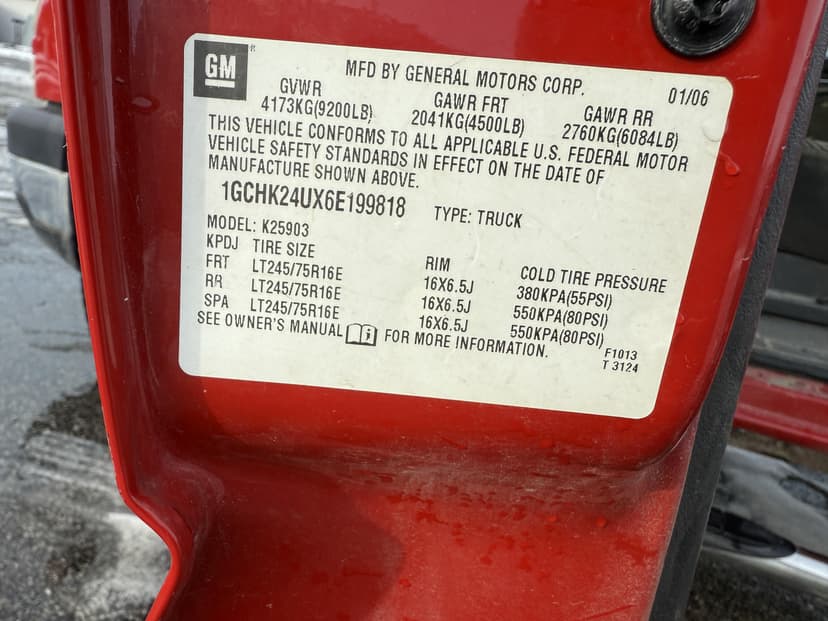 GM
MFD BY GENERAL MOTORS CORP. 01/06
GVWR GAWR FRT GAWR RR
4173KG(9200LB) 2041KG(4500LB) 2760KG(6084LB)
THIS VEHICLE CONFORMS TO ALL APPLICABLE U.S. FEDERAL MOTOR
VEHICLE SAFETY STANDARDS IN EFFECT ON THE DATE OF
MANUFACTURE SHOWN ABOVE.
1GCHK24UX6E199818 TYPE: TRUCK
MODEL: K25903
KPDJ TIRE SIZE RIM COLD TIRE PRESSURE
FRT LT245/75R16E 16X6.5J 380KPA(55PSI)
RR LT245/75R16E 16X6.5J 550KPA(80PSI)
SPA LT245/75R16E 16X6.5J 550KPA(80PSI)
SEE OWNER'S MANUAL FOR MORE INFORMATION.
F1013
T 3124